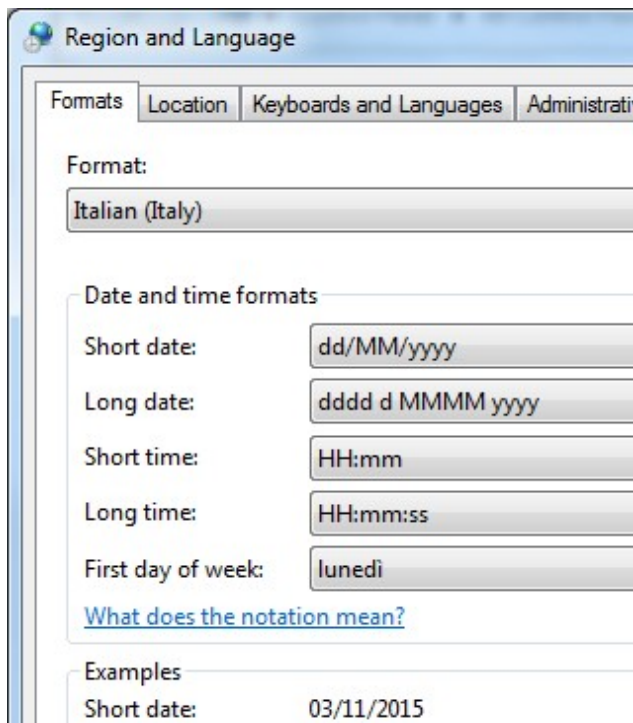 Region and Language
Formats Location Keyboards and Languages
Format:
Italian (Italy)
Date and time formats
Short date: dd/MM/yyyy
Long date: dddd d MMMM yyyy
Short time: HH:mm
Long time: HH:mm:ss
First day of week: lunedì
What does the notation mean?
Examples
Short date: 03/11/2015